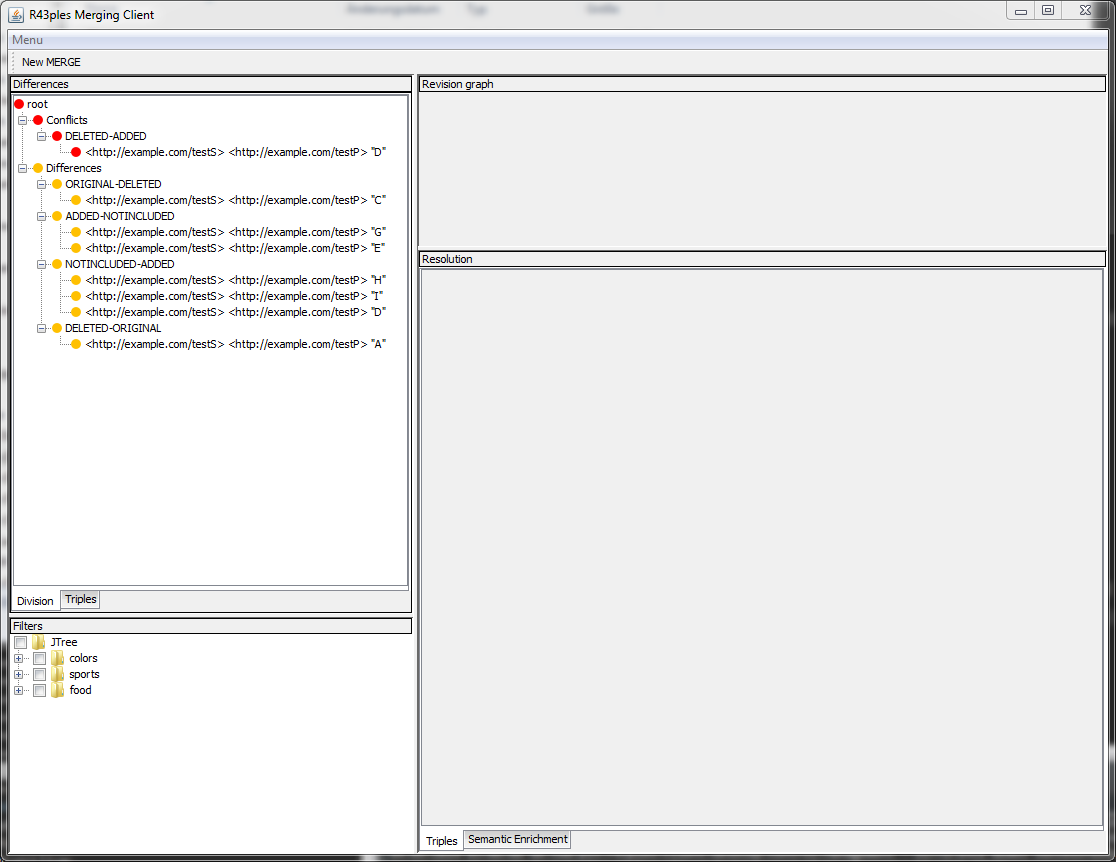 R43ples Merging Client
Menu
New MERGE
Differences
root
Conflicts
DELETED-ADDED
<http://example.com/testS> <http://example.com/testP> "D"
Differences
ORIGINAL-DELETED
<http://example.com/testS> <http://example.com/testP> "C"
ADDED-NOTINCLUDED
<http://example.com/testS> <http://example.com/testP> "G"
<http://example.com/testS> <http://example.com/testP> "E"
NOTINCLUDED-ADDED
<http://example.com/testS> <http://example.com/testP> "H"
<http://example.com/testS> <http://example.com/testP> "I"
<http://example.com/testS> <http://example.com/testP> "D"
DELETED-ORIGINAL
<http://example.com/testS> <http://example.com/testP> "A"
Division Triples
Filters
JTree
colors
sports
food
Revision graph
Resolution
Triples Semantic Enrichment